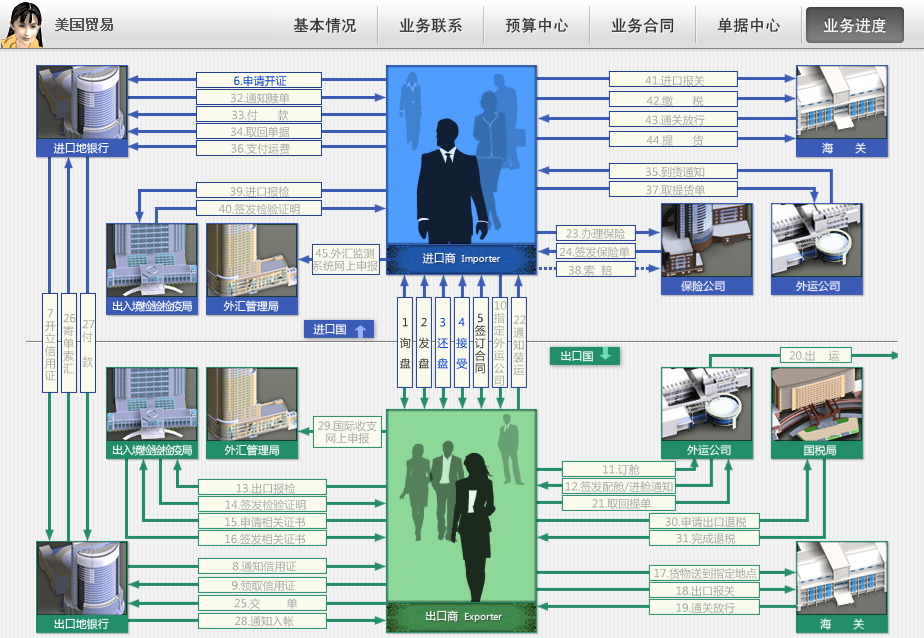 美国贸易
基本情况
业务联系
预算中心
业务合同
单据中心
业务进度
6.申请开证
32.通知赎单
33.付 款
34.取回单据
36.支付运费
进口地银行
41.进口报关
42.缴 税
43.通关放行
44.提 货
海 关
35.到货通知
37.取提货单
39.进口报检
40.签发检验证明
23.办理保险
24.签发保险单
38.索 赔
45.外汇监测
系统网上申报
进口商 Importer
出入境检验检疫局
外汇管理局
保险公司
外运公司
进口国
7开立信用证
26寄单索汇
27付 款
1询盘
2发盘
3还盘
4接受
5签订合同
10指定外运公司
22通知装运
出口国
20.出 运
29.国际收支
网上申报
出入境检验检疫局
外汇管理局
外运公司
国税局
11.订舱
12.签发配舱/进舱通知
21.取回提单
13.出口报检
14.签发检验证明
15.申请相关证书
16.签发相关证书
30.申请出口退税
31.完成退税
8.通知信用证
9.领取信用证
25.交 单
28.通知入帐
17.货物送到指定地点
18.出口报关
19.通关放行
出口地银行
出口商 Exporter
海 关